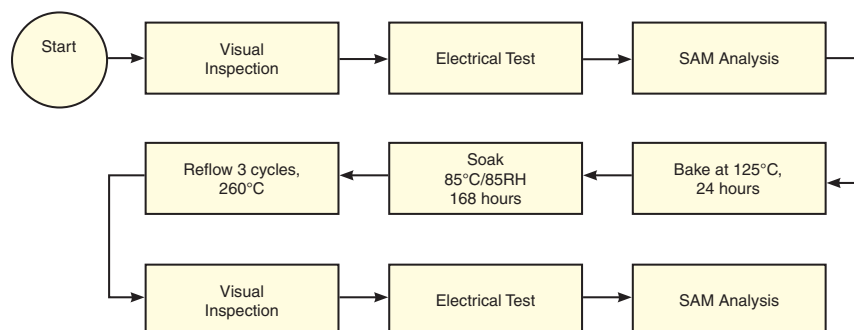 Start
Visual
Inspection
Electrical Test
SAM Analysis
Bake at 125°C,
24 hours
Soak
85°C/85RH
168 hours
Reflow 3 cycles,
260°C
Visual
Inspection
Electrical Test
SAM Analysis